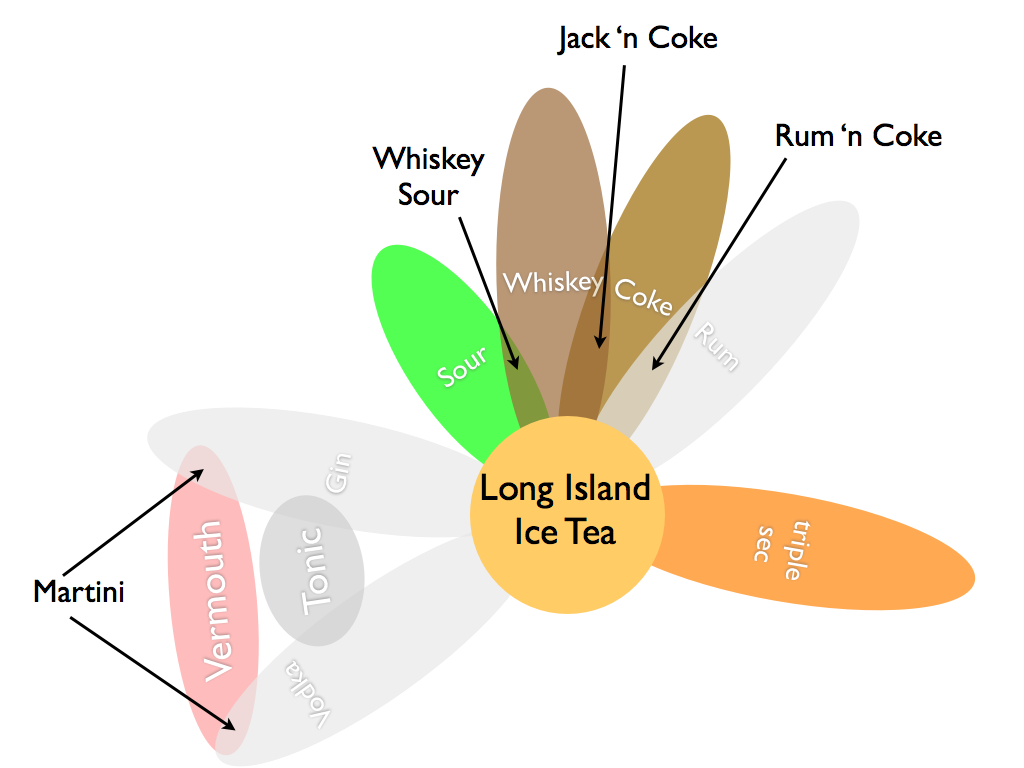 Jack ‘n Coke
Rum ‘n Coke
Whiskey
Sour
Whiskey
Coke
Rum
Sour
Gin
Long Island
Ice Tea
triple
sec
Tonic
Vermouth
Martini
Vodka